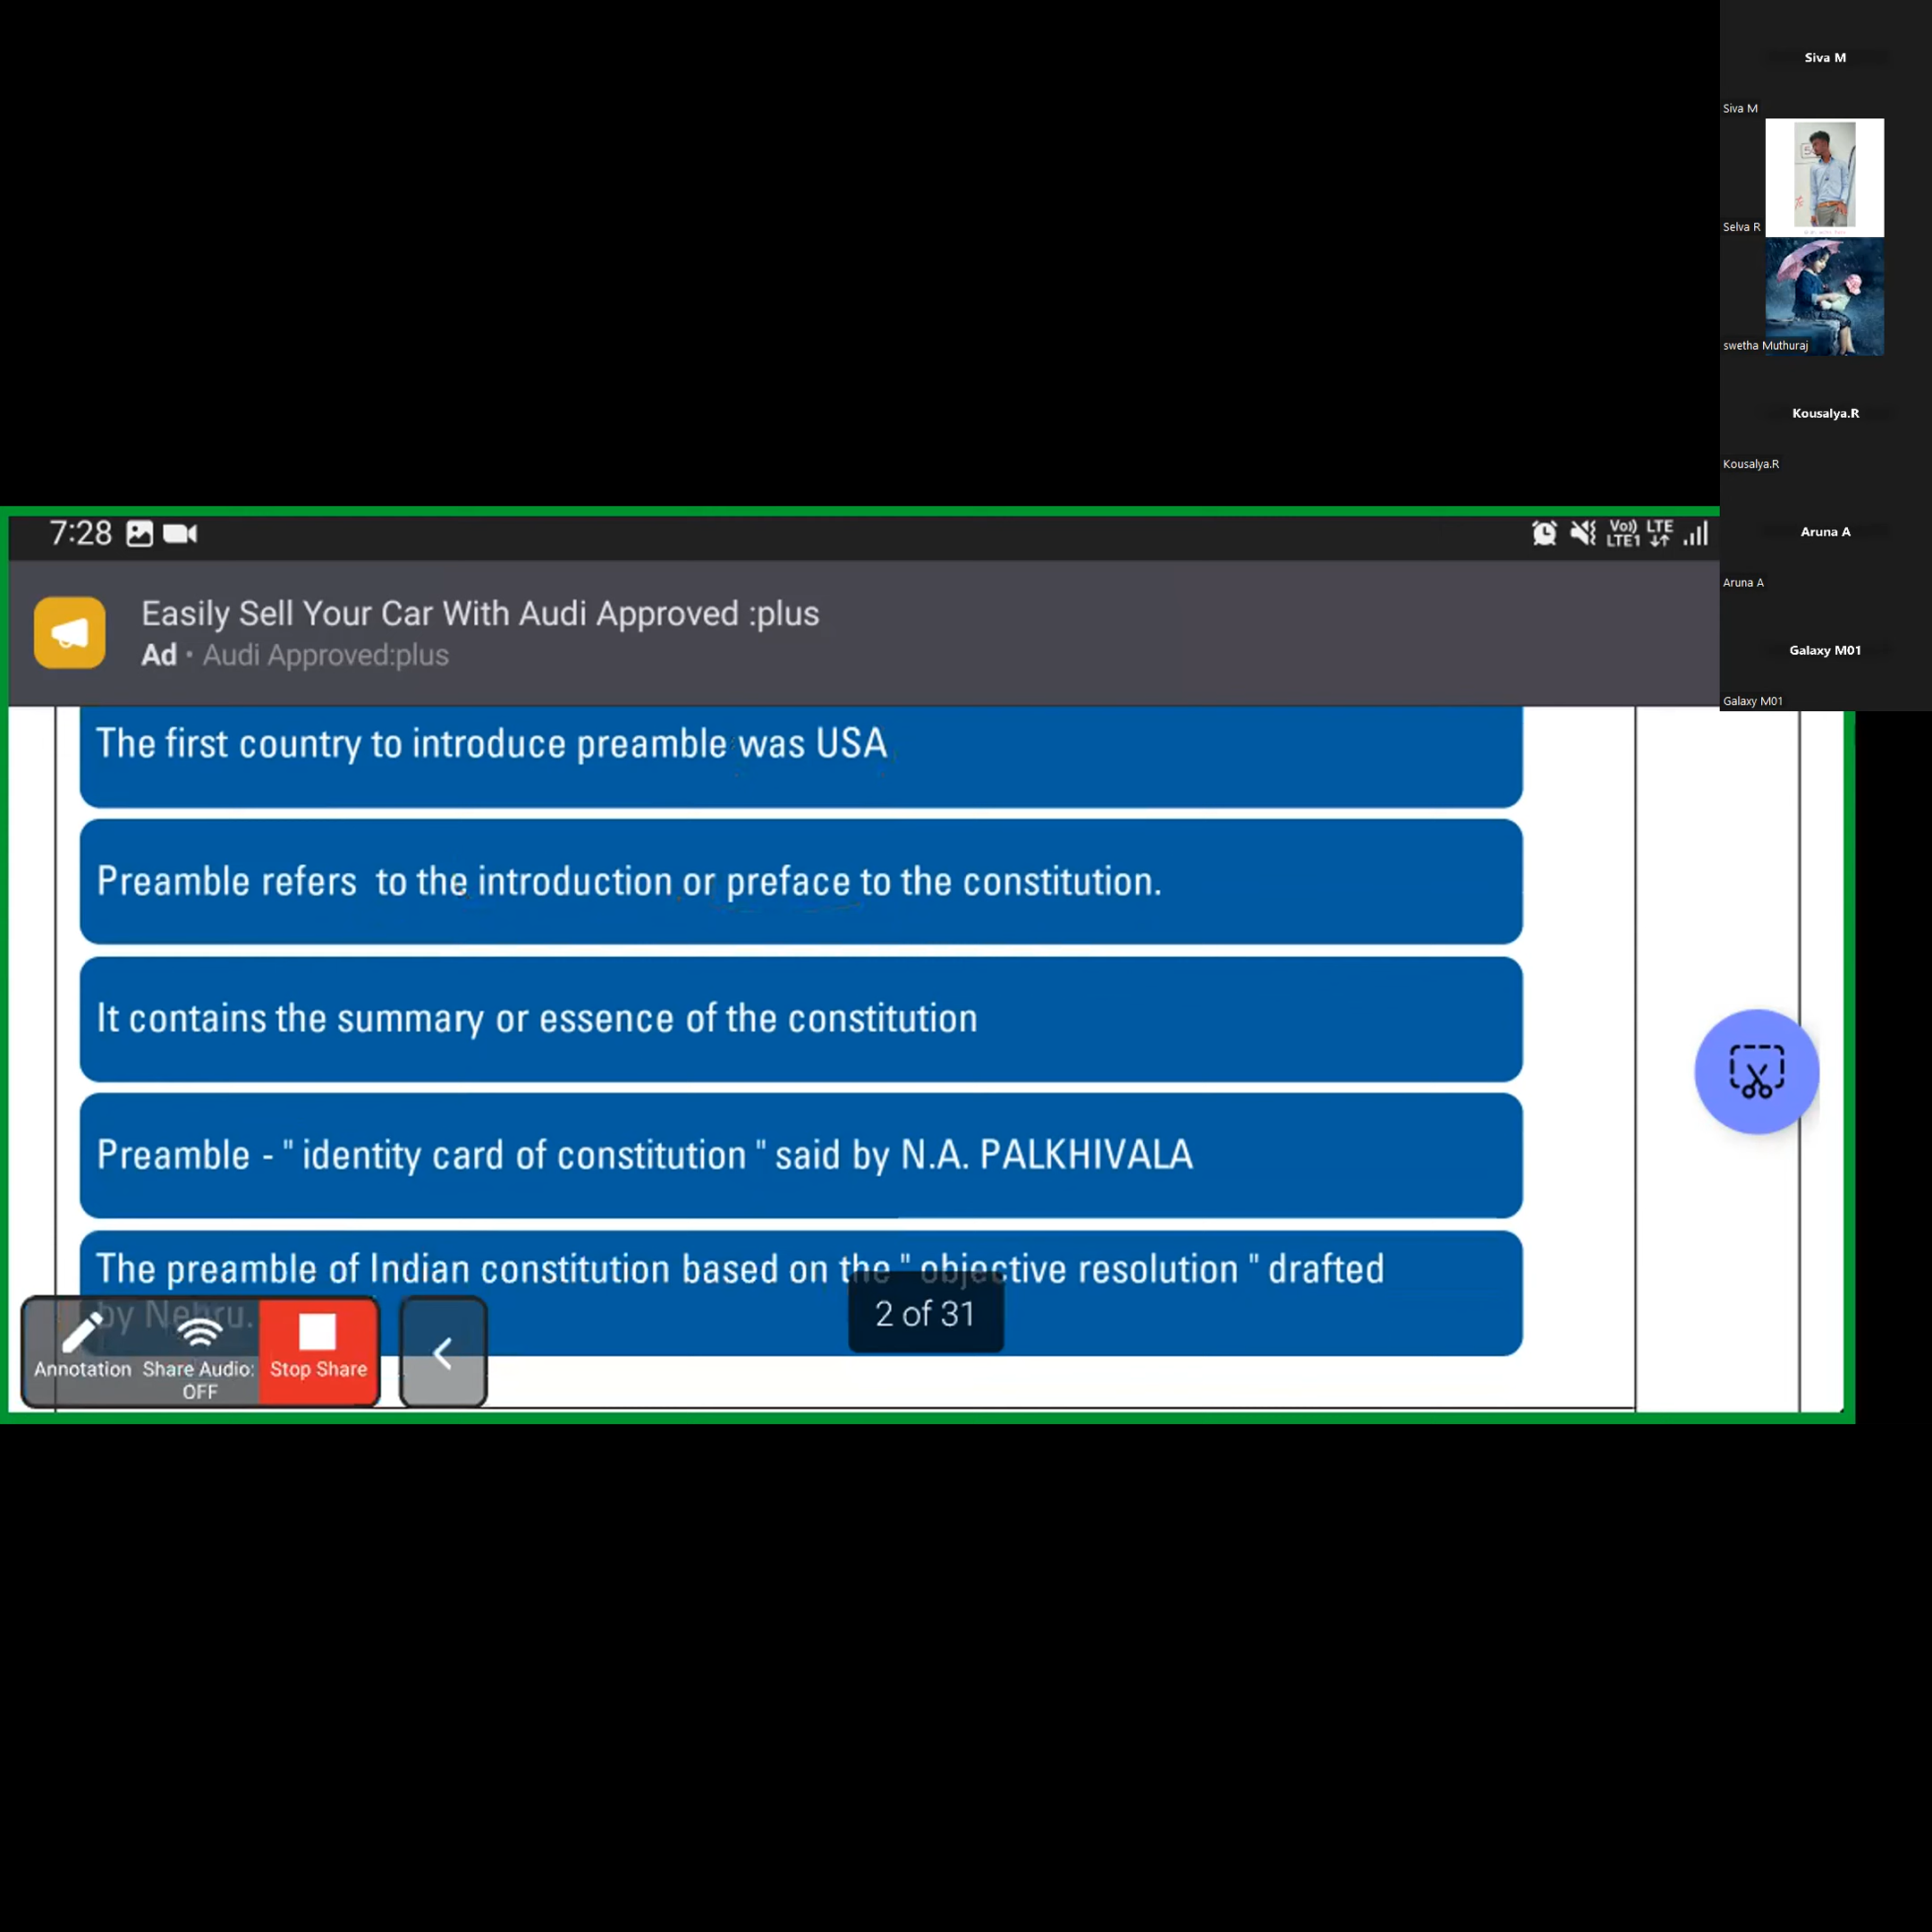 Siva M
Siva M
Selva R
swetha Muthuraj
Kousalya.R
Kousalya.R
Aruna A
Aruna A
Galaxy M01
Galaxy M01
7:28
Vo)) LTE
LTE1
Easily Sell Your Car With Audi Approved :plus
Ad • Audi Approved:plus
The first country to introduce preamble was USA
Preamble refers to the introduction or preface to the constitution.
It contains the summary or essence of the constitution
Preamble - " identity card of constitution " said by N.A. PALKHIVALA
The preamble of Indian constitution based on the " objective resolution " drafted
by Nehru.
2 of 31
Annotation
Share Audio:
OFF
Stop Share